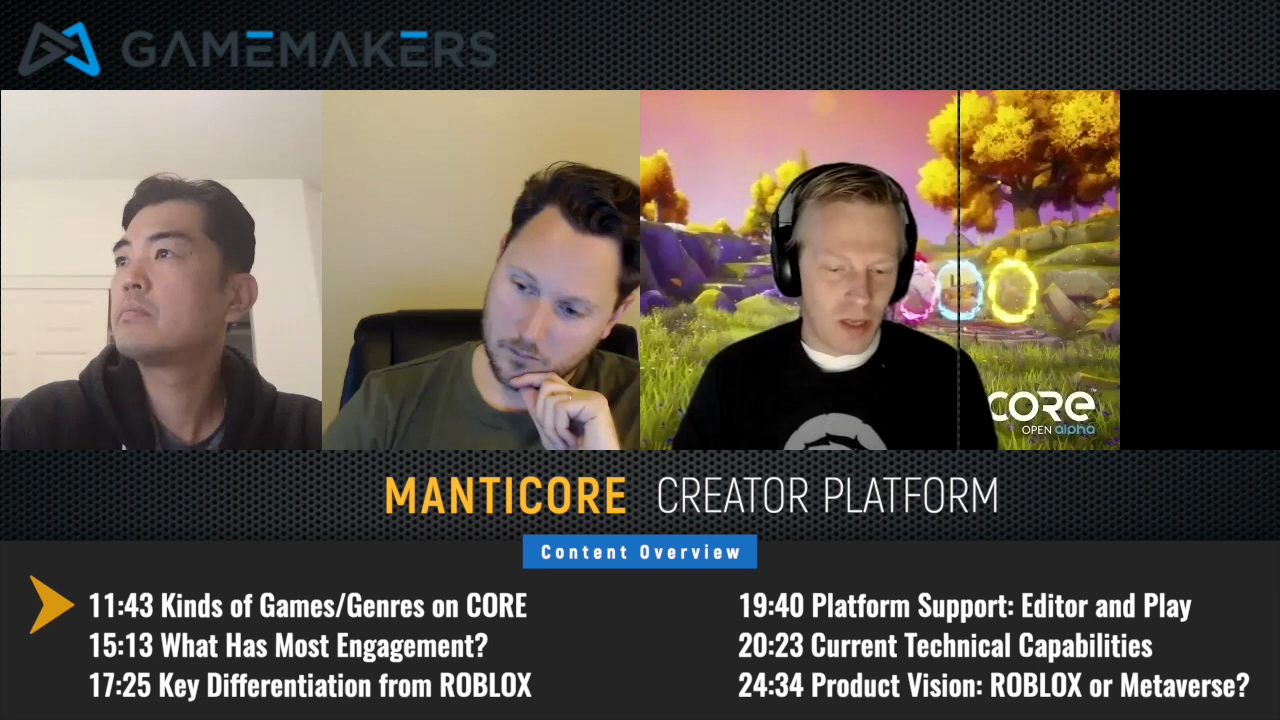 GAMEMAKERS
CORE™
OPEN alpha
MANTICORE CREATOR PLATFORM
Content Overview
11:43 Kinds of Games/Genres on CORE
15:13 What Has Most Engagement?
17:25 Key Differentiation from ROBLOX
19:40 Platform Support: Editor and Play
20:23 Current Technical Capabilities
24:34 Product Vision: ROBLOX or Metaverse?